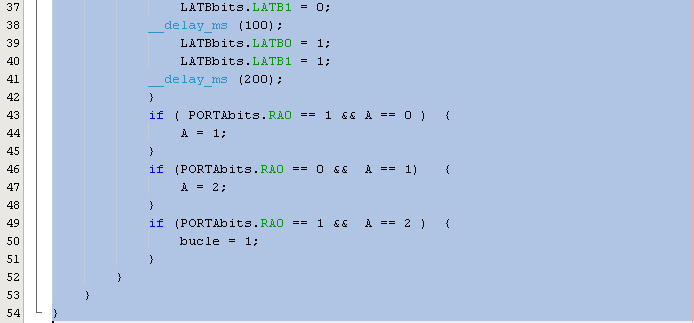 37 LATBbits.LATB1 = 0;
38 __delay_ms (100);
39 LATBbits.LATB0 = 1;
40 LATBbits.LATB1 = 1;
41 __delay_ms (200);
42 }
43 if ( PORTAbits.RA0 == 1 && A == 0 ) {
44 A = 1;
45 }
46 if (PORTAbits.RA0 == 0 && A == 1) {
47 A = 2;
48 }
49 if (PORTAbits.RA0 == 1 && A == 2 ) {
50 bucle = 1;
51 }
52 }
53 }
54 }